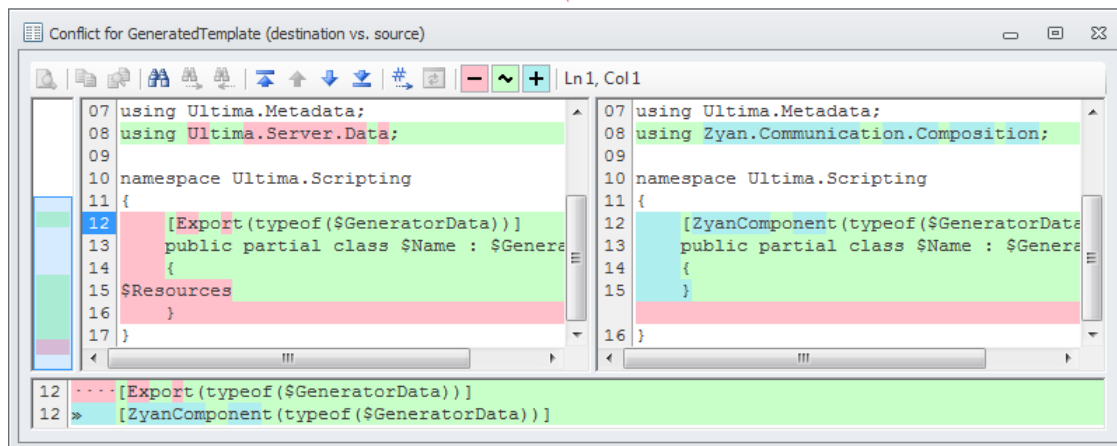 Conflict for GeneratedTemplate (destination vs. source)
Ln 1, Col 1
07 using Ultima.Metadata;
08 using Ultima.Server.Data;
09
10 namespace Ultima.Scripting
11 {
12 [Export(typeof($GeneratorData))]
13 public partial class $Name : $Genera
14 {
15 $Resources
16 }
17 }
07 using Ultima.Metadata;
08 using Zyan.Communication.Composition;
09
10 namespace Ultima.Scripting
11 {
12 [ZyanComponent(typeof($GeneratorData
13 public partial class $Name : $Genera
14 {
15 }
16 }
12 ····[Export(typeof($GeneratorData))]
12 » [ZyanComponent(typeof($GeneratorData))]